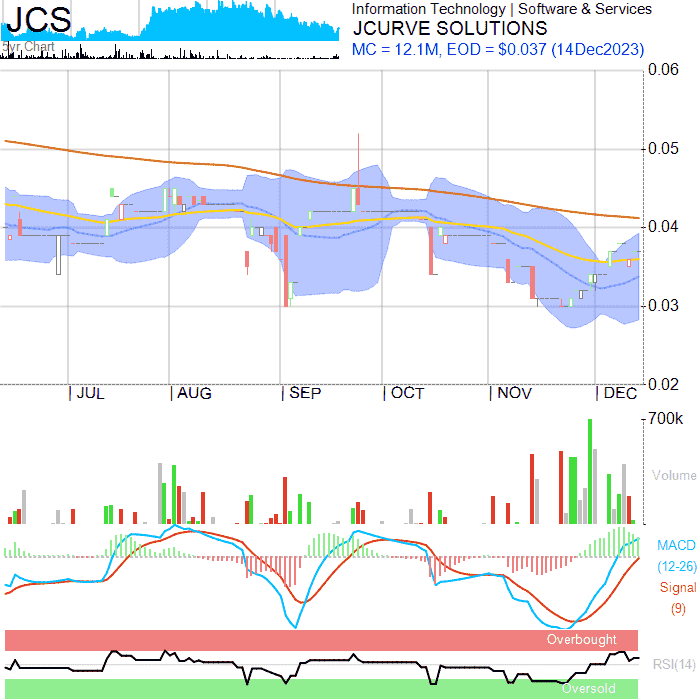 JCS
5yr Chart
Information Technology | Software & Services
JCURVE SOLUTIONS
MC = 12.1M, EOD = $0.037 (14Dec2023)
0.06
0.05
0.04
0.03
0.02
| JUL | AUG | SEP | OCT | NOV | DEC
700k
Volume
MACD
(12-26)
Signal
(9)
Overbought
RSI(14)
Oversold